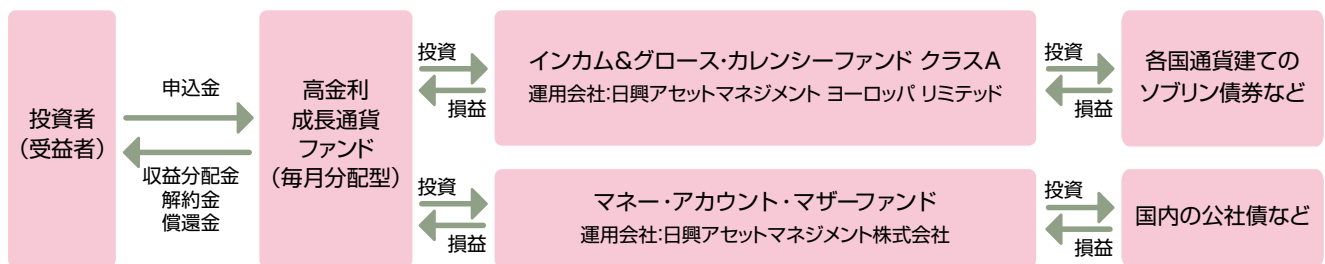 投資者
（受益者）
申込金
収益分配金
解約金
償還金
高金利
成長通貨
ファンド
（毎月分配型）
投資
損益
インカム&グロース・カレンシーファンド クラスA
運用会社:日興アセットマネジメント ヨーロッパ リミテッド
投資
損益
各国通貨建ての
ソブリン債券など
投資
損益
マネー・アカウント・マザーファンド
運用会社:日興アセットマネジメント株式会社
投資
損益
国内の公社債など